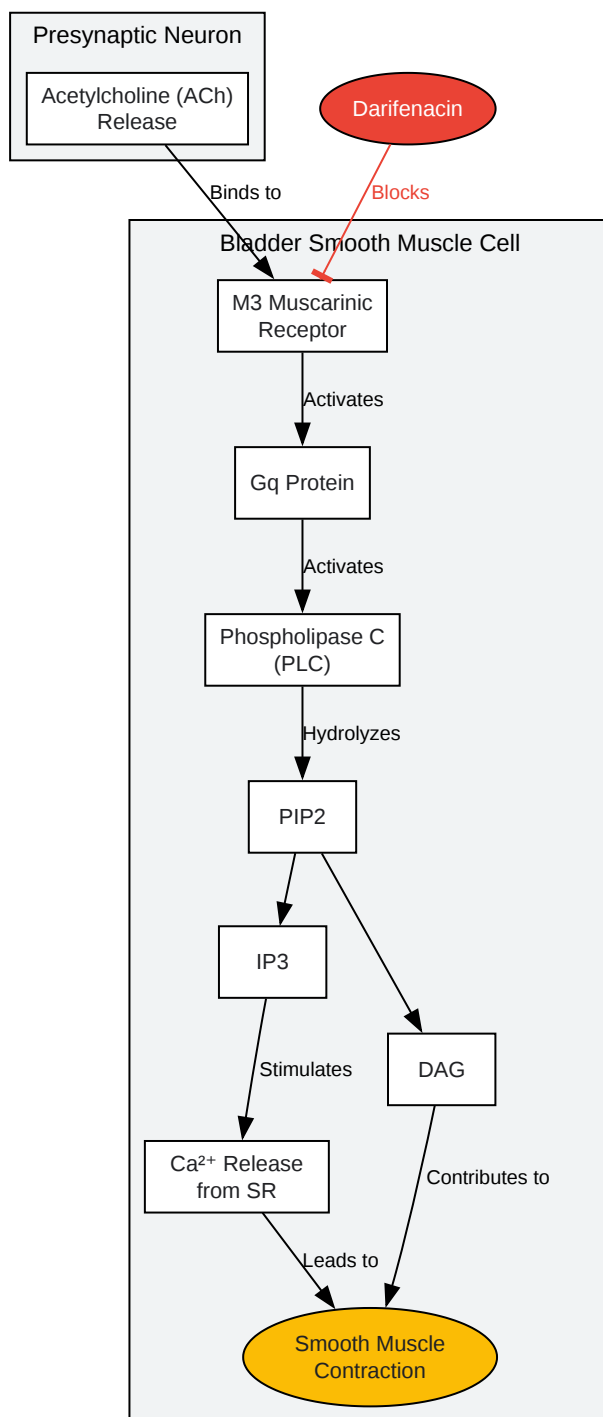 Presynaptic Neuron
Acetylcholine (ACh)
Release
Darifenacin
Binds to
Blocks
Bladder Smooth Muscle Cell
M3 Muscarinic
Receptor
Activates
Gq Protein
Activates
Phospholipase C
(PLC)
Hydrolyzes
PIP2
IP3
DAG
Stimulates
Ca²⁺ Release
from SR
Contributes to
Leads to
Smooth Muscle
Contraction